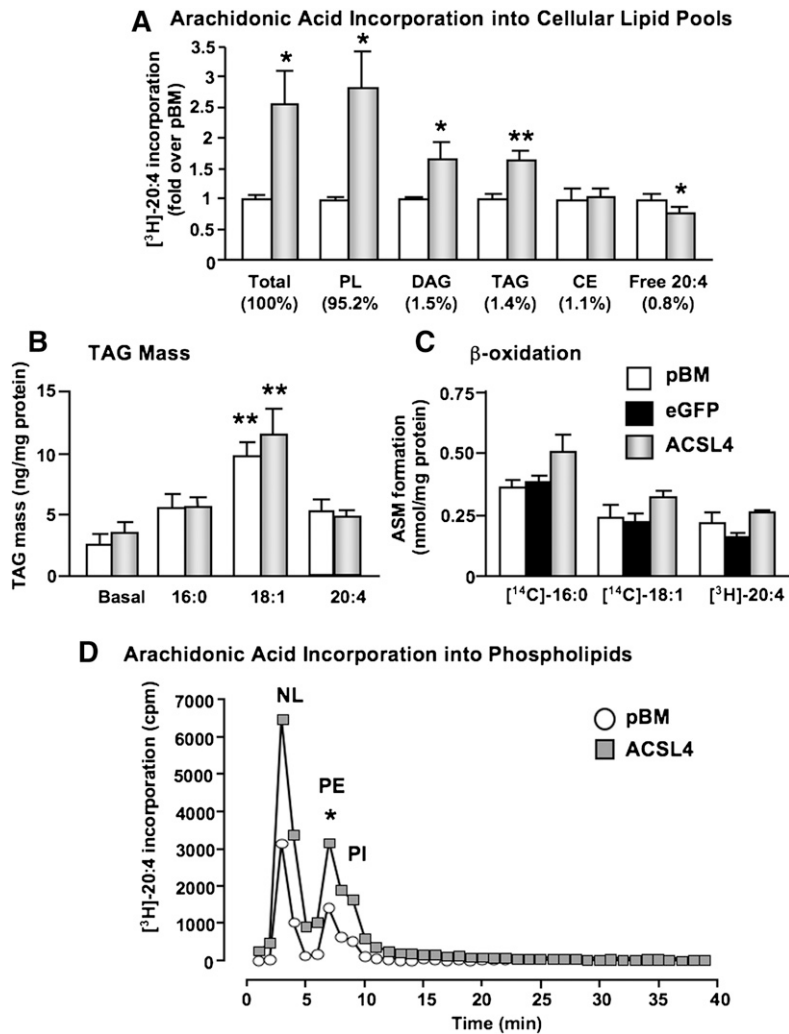 A Arachidonic Acid Incorporation into Cellular Lipid Pools
[³H]-20:4 incorporation
(fold over pBM)
3.5
3
2.5
2
1.5
1
0.5
0
* * * ** *
Total PL DAG TAG CE Free 20:4
(100%) (95.2% (1.5%) (1.4%) (1.1%) (0.8%)
B TAG Mass
TAG mass (ng/mg protein)
15
10
5
0
** **
Basal 16:0 18:1 20:4
C β-oxidation
ASM formation
(nmol/mg protein)
0.75
0.50
0.25
0
pBM
eGFP
ACSL4
[¹⁴C]-16:0 [¹⁴C]-18:1 [³H]-20:4
D Arachidonic Acid Incorporation into Phospholipids
[³H]-20:4 incorporation (cpm)
7000
6000
5000
4000
3000
2000
1000
0
NL
PE
*
PI
pBM
ACSL4
0 5 10 15 20 25 30 35 40
Time (min)